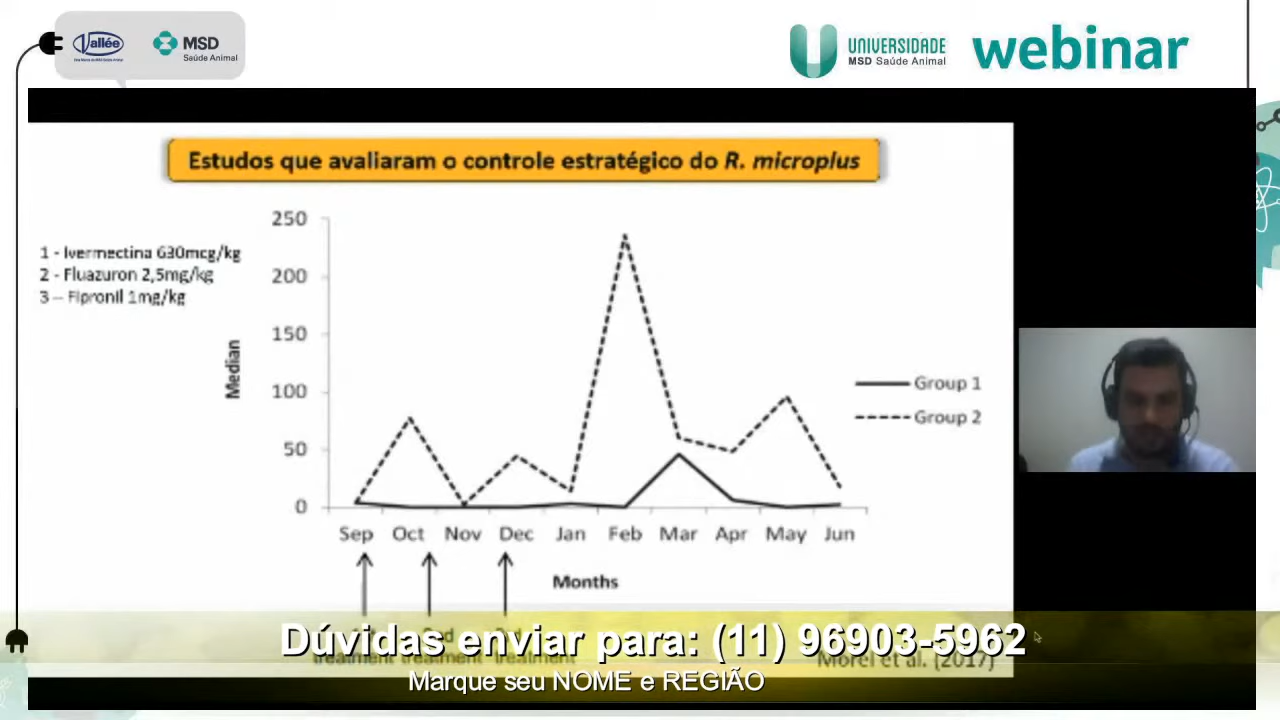 Vallée
MSD
Saúde Animal
UNIVERSIDADE
MSD Saúde Animal
webinar
Estudos que avaliaram o controle estratégico do R. microplus
1 - Ivermectina 630mcg/kg
2 - Fluazuron 2,5mg/kg
3 – Fipronil 1mg/kg
250
200
150
100
50
0
Median
Group 1
Group 2
Sep Oct Nov Dec Jan Feb Mar Apr May Jun
Months
treatment treatment treatment
Morel et al. (2017)
Dúvidas enviar para: (11) 96903-5962
Marque seu NOME e REGIÃO